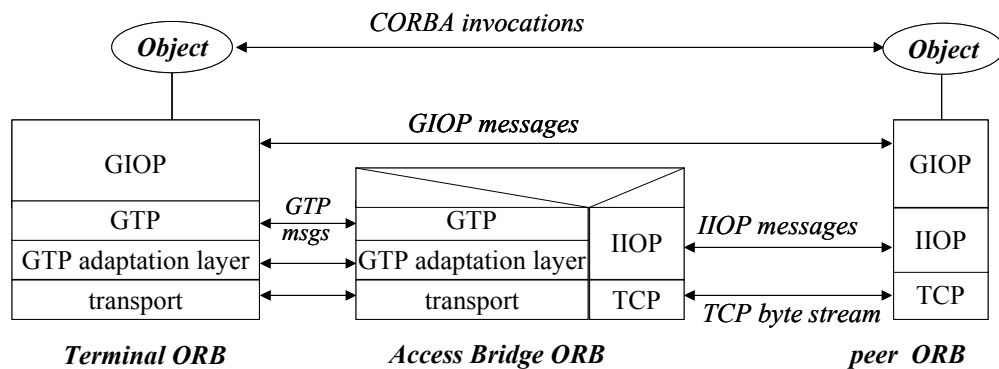 CORBA invocations
Object
Object
GIOP messages
GIOP
GIOP
GTP
GTP
msgs
GTP
IIOP
IIOP messages
IIOP
GTP adaptation layer
GTP adaptation layer
transport
transport
TCP
TCP byte stream
TCP
Terminal ORB
Access Bridge ORB
peer ORB